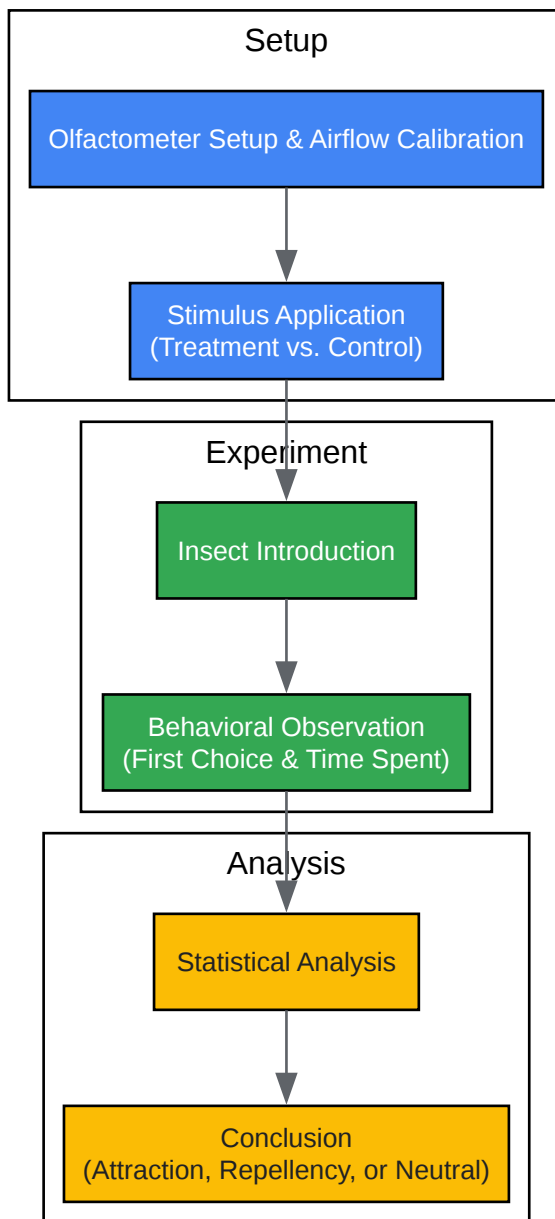 Setup
Olfactometer Setup & Airflow Calibration
Stimulus Application
(Treatment vs. Control)
Experiment
Insect Introduction
Behavioral Observation
(First Choice & Time Spent)
Analysis
Statistical Analysis
Conclusion
(Attraction, Repellency, or Neutral)